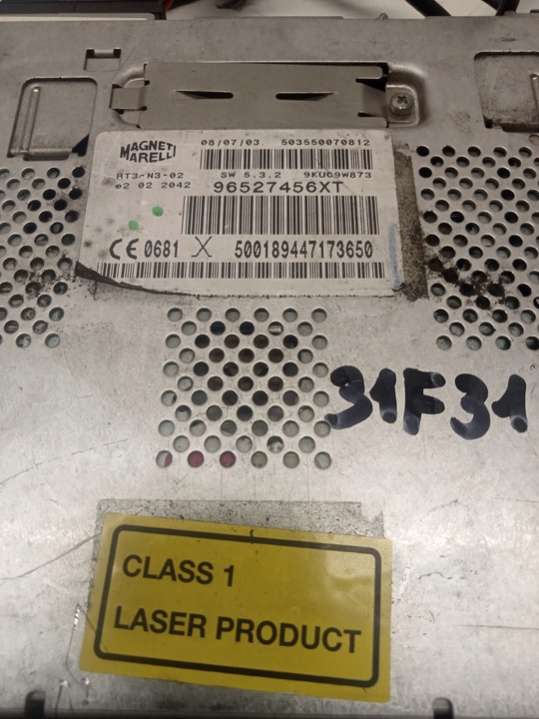 MAGNETI
MARELLI
08/07/03 503550070812
RT3-N3-02 SW 5.3.2 9KUG9W873
e2 02 2042 96527456XT
CE 0681 X 500189447173650
31F31
CLASS 1
LASER PRODUCT